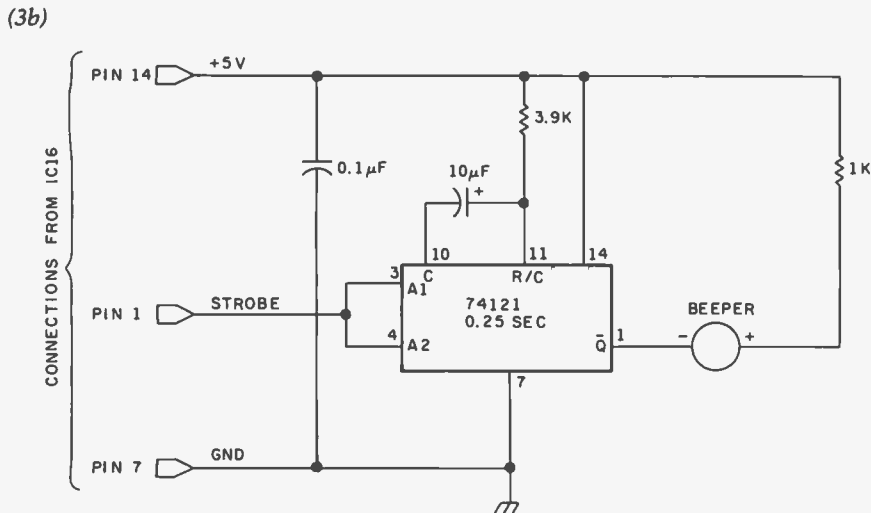 (3b)
CONNECTIONS FROM IC16
PIN 14
+5V
3.9K
0.1µF
10µF
+
1K
10
11
14
3
C
R/C
A1
PIN 1
STROBE
74121
0.25 SEC
BEEPER
4
A2
Q̅
1
-
+
7
PIN 7
GND